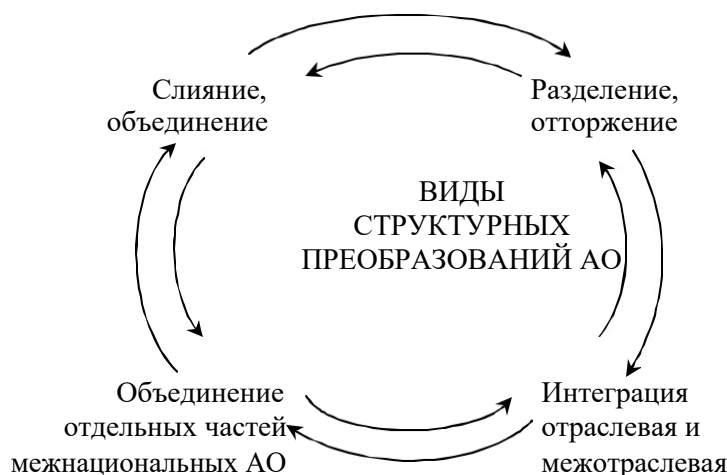 Слияние,
объединение
Разделение,
отторжение
ВИДЫ
СТРУКТУРНЫХ
ПРЕОБРАЗОВАНИЙ АО
Объединение
отдельных частей
межнациональных АО
Интеграция
отраслевая и
межотраслевая